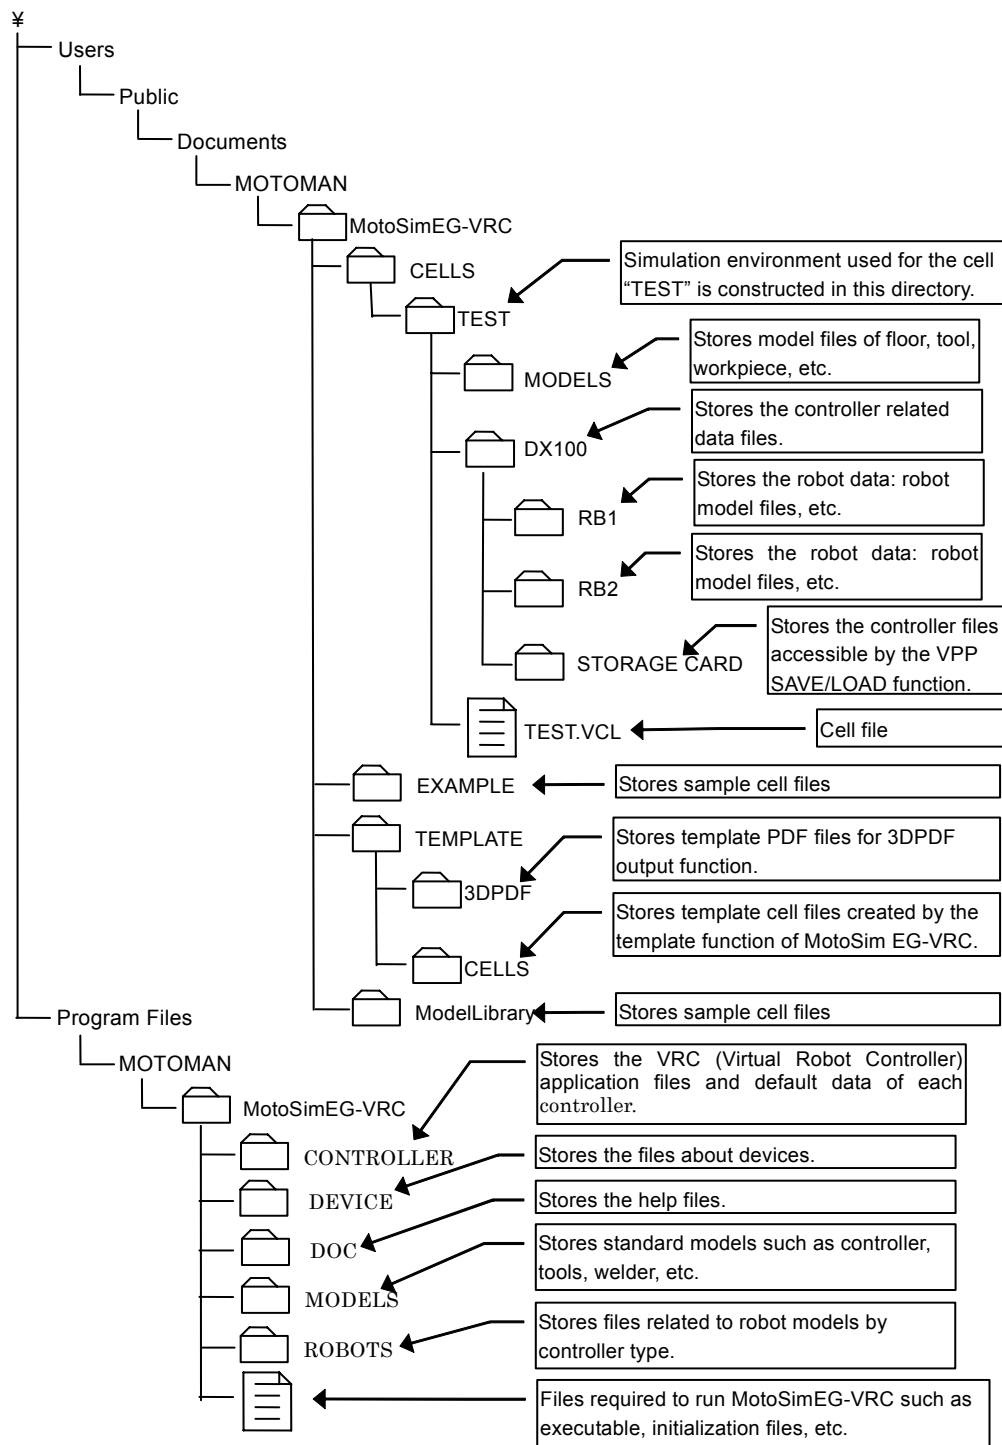 ¥
Users
Public
Documents
MOTOMAN
MotoSimEG-VRC
CELLS
Simulation environment used for the cell
“TEST” is constructed in this directory.
TEST
Stores model files of floor, tool,
workpiece, etc.
MODELS
Stores the controller related
data files.
DX100
Stores the robot data: robot
model files, etc.
RB1
Stores the robot data: robot
model files, etc.
RB2
Stores the controller files
accessible by the VPP
SAVE/LOAD function.
STORAGE CARD
TEST.VCL
Cell file
EXAMPLE
Stores sample cell files
TEMPLATE
Stores template PDF files for 3DPDF
output function.
3DPDF
Stores template cell files created by the
template function of MotoSim EG-VRC.
CELLS
ModelLibrary
Stores sample cell files
Program Files
MOTOMAN
Stores the VRC (Virtual Robot Controller)
application files and default data of each
controller.
MotoSimEG-VRC
CONTROLLER
Stores the files about devices.
DEVICE
Stores the help files.
DOC
Stores standard models such as controller,
tools, welder, etc.
MODELS
Stores files related to robot models by
controller type.
ROBOTS
Files required to run MotoSimEG-VRC such as
executable, initialization files, etc.